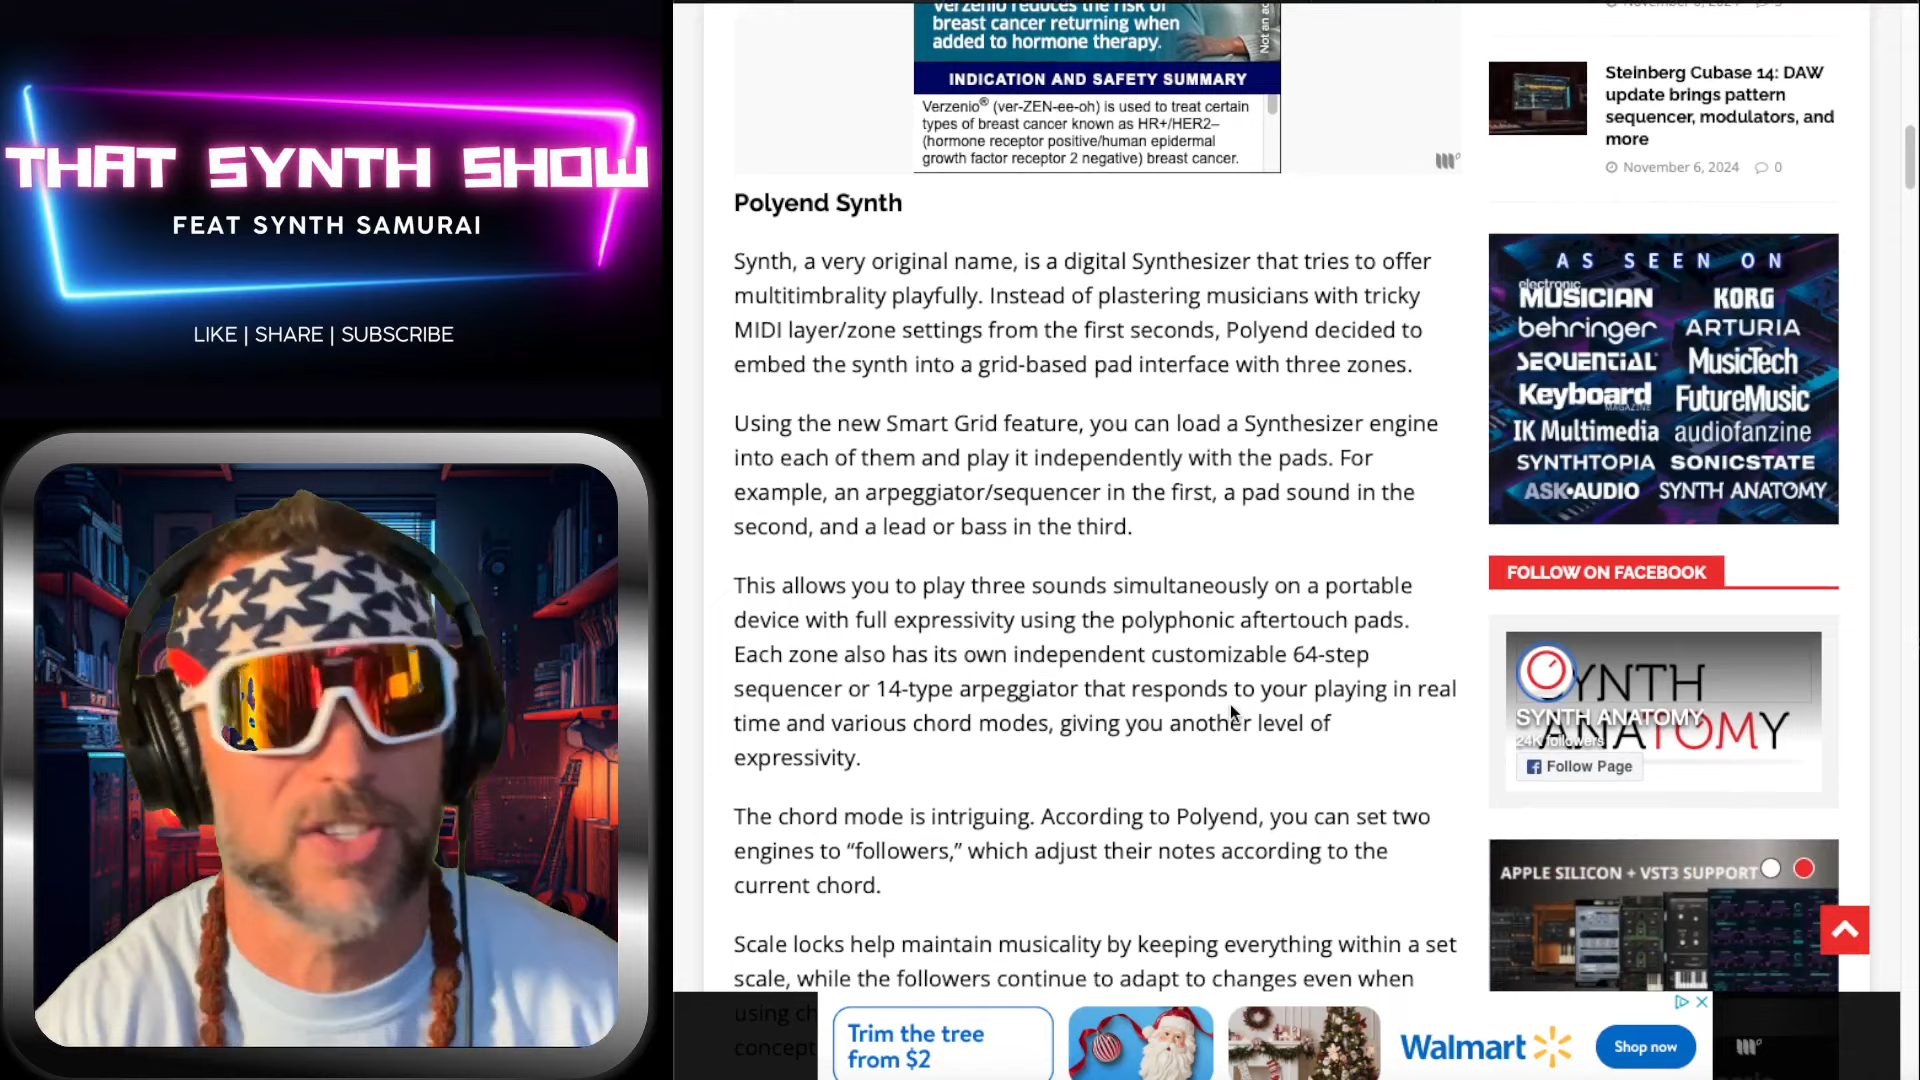 THAT SYNTH SHOW
FEAT SYNTH SAMURAI
LIKE | SHARE | SUBSCRIBE
Verzenio reduces the risk of
breast cancer returning when
added to hormone therapy.
INDICATION AND SAFETY SUMMARY
Verzenio® (ver-ZEN-ee-oh) is used to treat certain
types of breast cancer known as HR+/HER2–
(hormone receptor positive/human epidermal
growth factor receptor 2 negative) breast cancer.
Polyend Synth
Synth, a very original name, is a digital Synthesizer that tries to offer
multitimbrality playfully. Instead of plastering musicians with tricky
MIDI layer/zone settings from the first seconds, Polyend decided to
embed the synth into a grid-based pad interface with three zones.
Using the new Smart Grid feature, you can load a Synthesizer engine
into each of them and play it independently with the pads. For
example, an arpeggiator/sequencer in the first, a pad sound in the
second, and a lead or bass in the third.
This allows you to play three sounds simultaneously on a portable
device with full expressivity using the polyphonic aftertouch pads.
Each zone also has its own independent customizable 64-step
sequencer or 14-type arpeggiator that responds to your playing in real
time and various chord modes, giving you another level of
expressivity.
The chord mode is intriguing. According to Polyend, you can set two
engines to “followers,” which adjust their notes according to the
current chord.
Scale locks help maintain musicality by keeping everything within a set
scale, while the followers continue to adapt to changes even when
using
concept
Steinberg Cubase 14: DAW
update brings pattern
sequencer, modulators, and
more
November 6, 2024 0
AS SEEN ON
electronic MUSICIAN KORG
behringer ARTURIA
SEQUENTIAL MusicTech
Keyboard MAGAZINE FutureMusic
IK Multimedia audiofanzine
SYNTHTOPIA SONICSTATE
ASK•AUDIO SYNTH ANATOMY
FOLLOW ON FACEBOOK
SYNTH ANATOMY
24K followers
Follow Page
APPLE SILICON + VST3 SUPPORT
Trim the tree
from $2
Walmart
Shop now